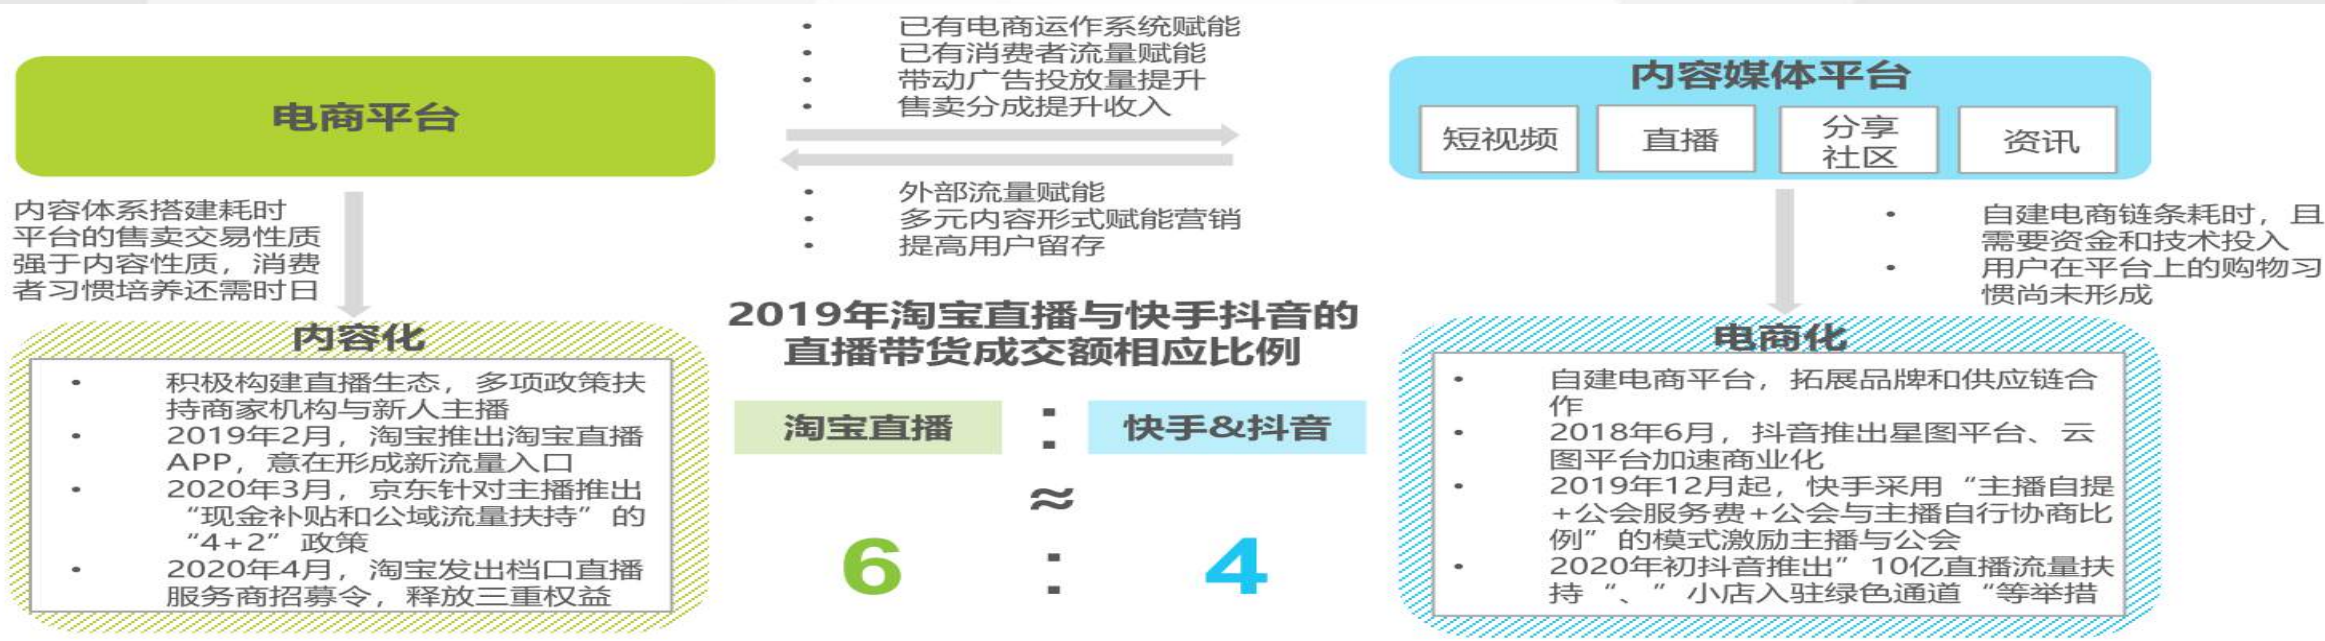 • 已有电商运作系统赋能
• 已有消费者流量赋能
• 带动广告投放量提升
• 售卖分成提升收入
电商平台
内容媒体平台
短视频
直播
分享
社区
资讯
• 外部流量赋能
• 多元内容形式赋能营销
• 提高用户留存
内容体系搭建耗时
平台的售卖交易性质
强于内容性质，消费
者习惯培养还需时日
• 自建电商链条耗时，且
需要资金和技术投入
• 用户在平台上的购物习
惯尚未形成
内容化
• 积极构建直播生态，多项政策扶
持商家机构与新人主播
• 2019年2月，淘宝推出淘宝直播
APP，意在形成新流量入口
• 2020年3月，京东针对主播推出
“现金补贴和公域流量扶持”的
“4+2”政策
• 2020年4月，淘宝发出档口直播
服务商招募令，释放三重权益
2019年淘宝直播与快手抖音的
直播带货成交额相应比例
淘宝直播 : 快手&抖音
≈
6 : 4
电商化
• 自建电商平台，拓展品牌和供应链合
作
• 2018年6月，抖音推出星图平台、云
图平台加速商业化
• 2019年12月起，快手采用“主播自提
+公会服务费+公会与主播自行协商比
例”的模式激励主播与公会
• 2020年初抖音推出”10亿直播流量扶
持“、”小店入驻绿色通道“等举措